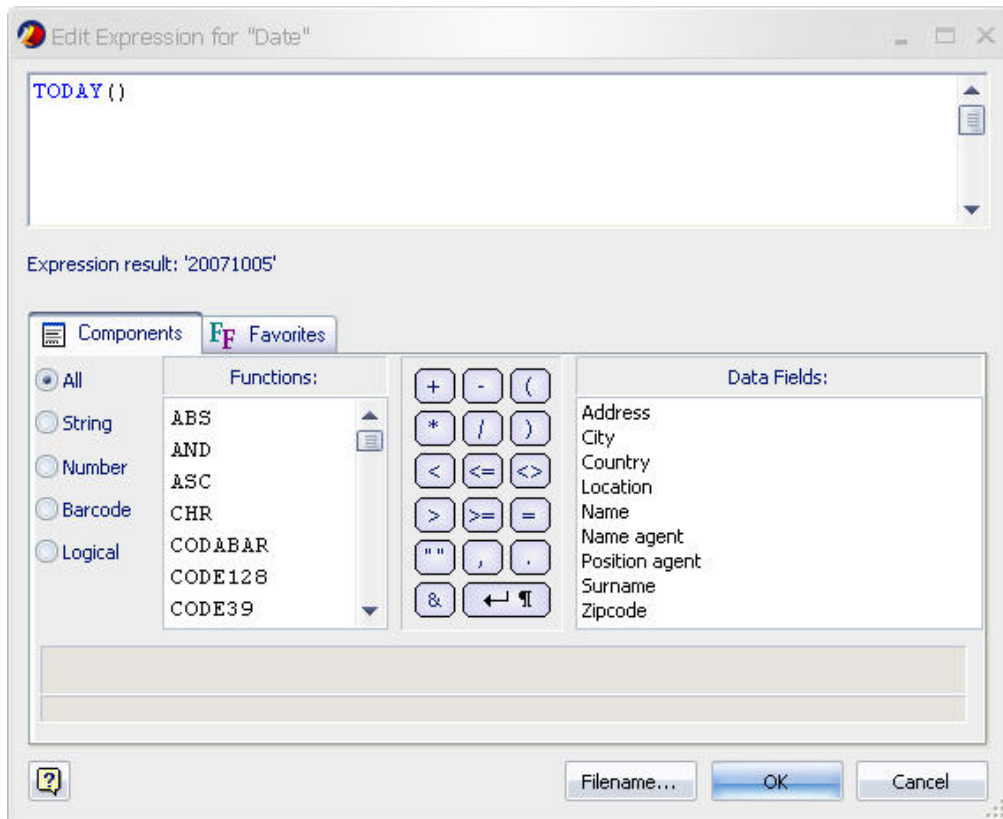 Edit Expression for "Date"
TODAY()
Expression result: '20071005'
Components
FF Favorites
All
String
Number
Barcode
Logical
Functions:
ABS
AND
ASC
CHR
CODABAR
CODE128
CODE39
+ - (
* / )
< <= <>
> >= =
" " , .
& ↵ ¶
Data Fields:
Address
City
Country
Location
Name
Name agent
Position agent
Surname
Zipcode
?
Filename... OK Cancel